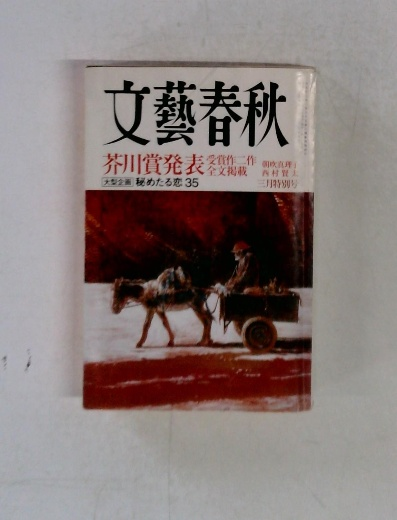 文藝春秋
芥川賞発表 受賞作二作 全文掲載
朝吹真理子
西村賢太
大型企画 秘めたる恋35
三月特別号